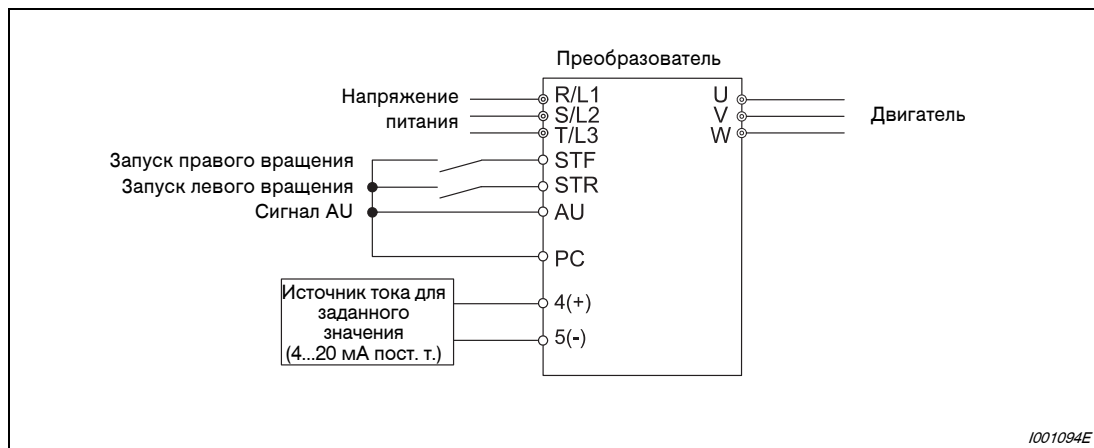 Преобразователь
Напряжение
питания
R/L1
S/L2
T/L3
U
V
W
Двигатель
Запуск правого вращения
STF
Запуск левого вращения
STR
Сигнал AU
AU
PC
Источник тока для
заданного
значения
(4...20 мА пост. т.)
4(+)
5(-)
I001094E